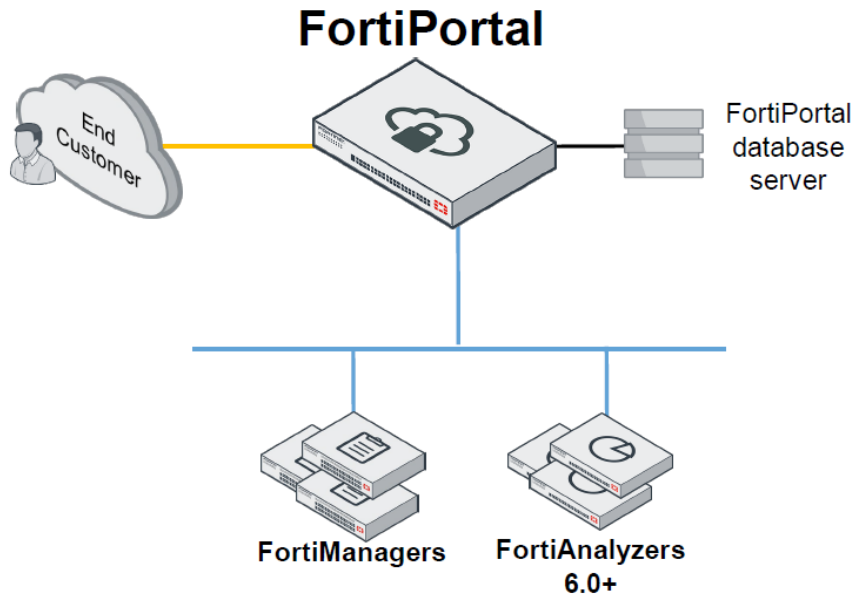 FortiPortal
End
Customer
FortiPortal
database
server
FortiManagers
FortiAnalyzers
6.0+